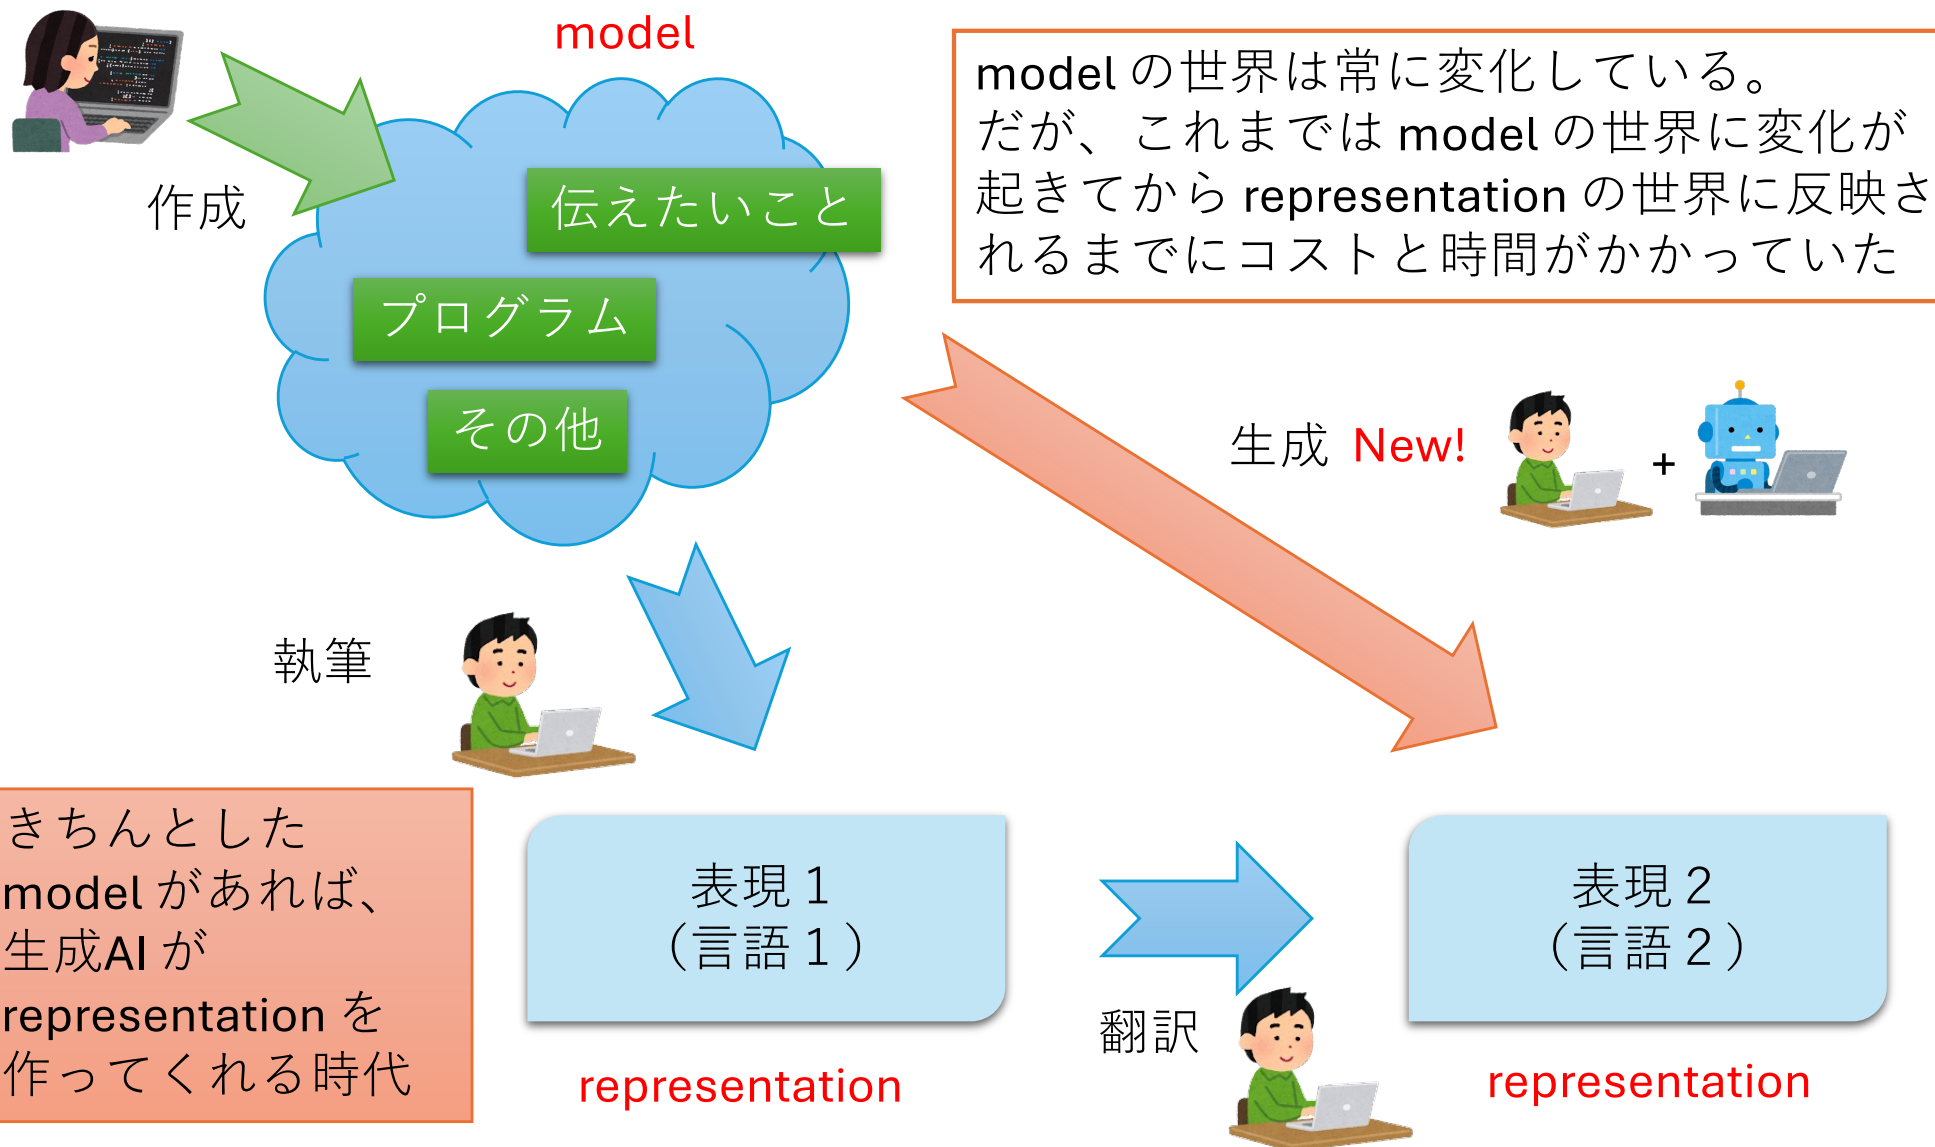 model
model の世界は常に変化している。
だが、これまでは model の世界に変化が
起きてから representation の世界に反映さ
れるまでにコストと時間がかかっていた
作成
伝えたいこと
プログラム
その他
生成 New!
+
執筆
きちんとした
model があれば、
生成AI が
representation を
作ってくれる時代
表現１
（言語１）
representation
翻訳
表現２
（言語２）
representation